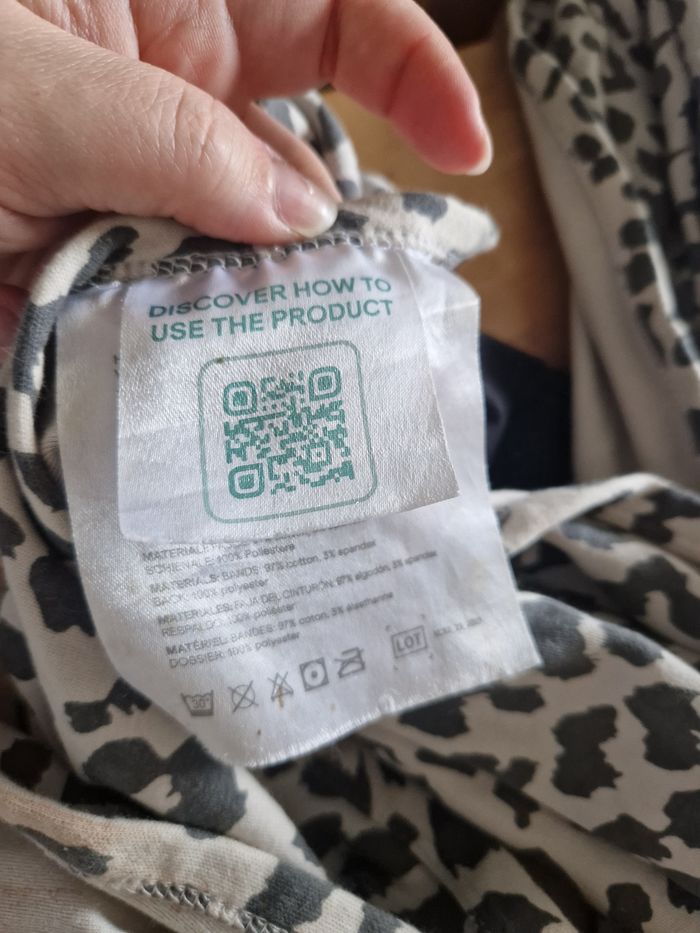 DISCOVER HOW TO
USE THE PRODUCT
SCHIENALE: 100% Poliestere
MATERIALS: BANDS: 97% cotton, 3% spander
BACK: 100% polyester
MATERIALES: FAJA DEL CINTURÓN: 97% algodón, 3%
RESPALDO: 100% poliéster
MATÉRIEL: BANDES: 97% coton, 3% élasthanne
DOSSIER: 100% polyester
30°
LOT